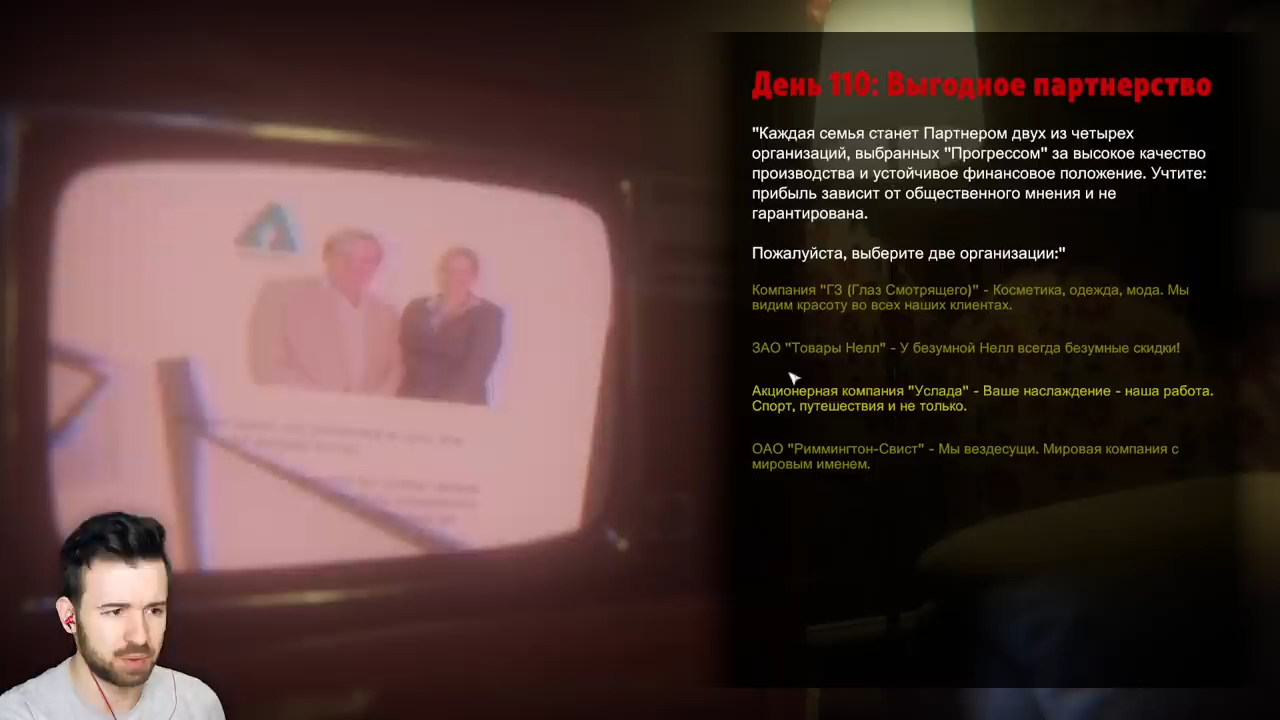 День 110: Выгодное партнерство
"Каждая семья станет Партнером двух из четырех
организаций, выбранных "Прогрессом" за высокое качество
производства и устойчивое финансовое положение. Учтите:
прибыль зависит от общественного мнения и не
гарантирована.
Пожалуйста, выберите две организации:"
Компания "ГЗ (Глаз Смотрящего)" - Косметика, одежда, мода. Мы
видим красоту во всех наших клиентах.
ЗАО "Товары Нелл" - У безумной Нелл всегда безумные скидки!
Акционерная компания "Услада" - Ваше наслаждение - наша работа.
Спорт, путешествия и не только.
ОАО "Риммингтон-Свист" - Мы вездесущи. Мировая компания с
мировым именем.